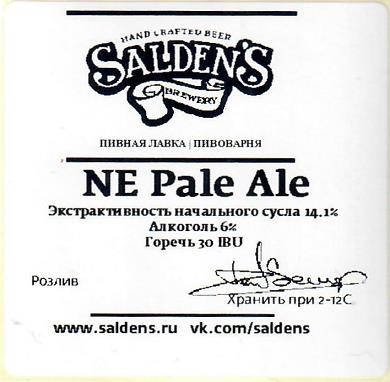 HAND CRAFTED BEER
SALDEN'S
BREWERY
ПИВНАЯ ЛАВКА | ПИВОВАРНЯ
NE Pale Ale
Экстрактивность начального сусла 14.1%
Алкоголь 6%
Горечь 30 IBU
Розлив
Хранить при 2-12С
www.saldens.ru vk.com/saldens